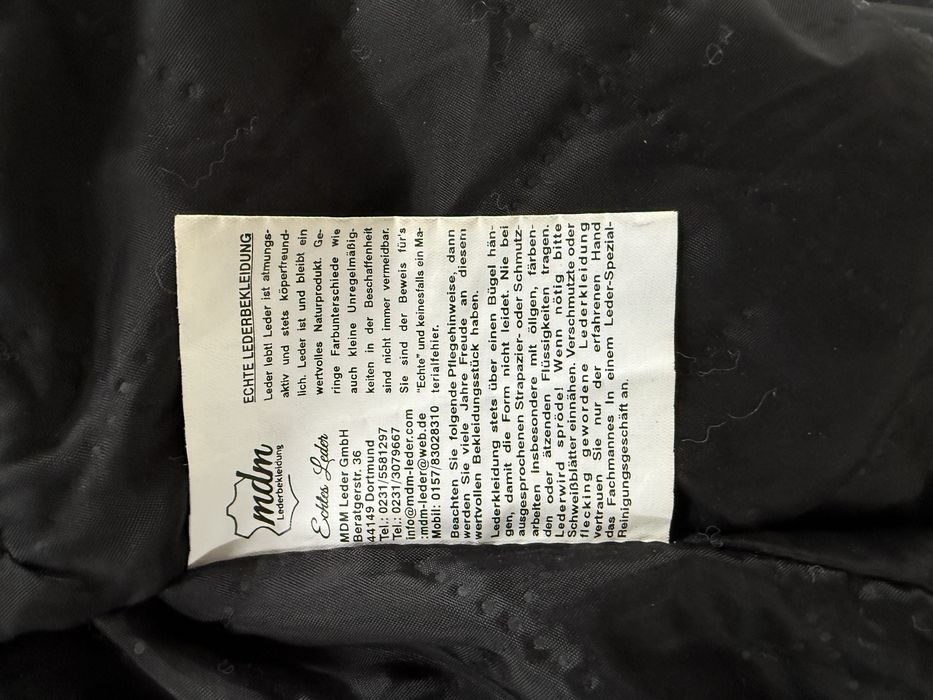 mdm
Lederbekleidung
Echtes Leder
MDM Leder GmbH
Beratgerstr. 36
44149 Dortmund
Tel.: 0231/5581297
Tel.: 0231/3079667
Info@mdm-leder.com
:mdm-leder@web.de
Mobil: 0157/83028310
ECHTE LEDERBEKLEIDUNG
Leder lebt! Leder ist atmungs-
aktiv und stets köperfreund-
lich. Leder ist und bleibt ein
wertvolles Naturprodukt. Ge-
ringe Farbunterschiede wie
auch kleine Unregelmäßig-
keiten in der Beschaffenheit
sind nicht immer vermeidbar.
Sie sind der Beweis für's
"Echte" und keinesfalls ein Ma-
terialfehler.
Beachten Sie folgende Pflegehinweise, dann
werden Sie viele Jahre Freude an diesem
wertvollen Bekleidungsstück haben.
Lederkleidung stets über einen Bügel hän-
gen, damit die Form nicht leidet. Nie bei
ausgesprochenen Strapazier- oder Schmutz-
arbeiten Insbesondere mit öligen, färben-
den oder ätzenden Flüssigkeiten tragen.
Lederwird spröde! Wenn nötig bitte
Schweißblätter einnähen. Verschmutzte oder
flecking gewordene Lederkleidung
Vertrauen Sie nur der erfahrenen Hand
das Fachmannes In einem Leder-Spezial-
Reinigungsgeschäft an.